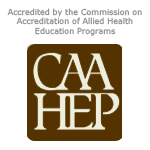 Accredited by the Commission on
Accreditation of Allied Health
Education Programs
CAA
HEP